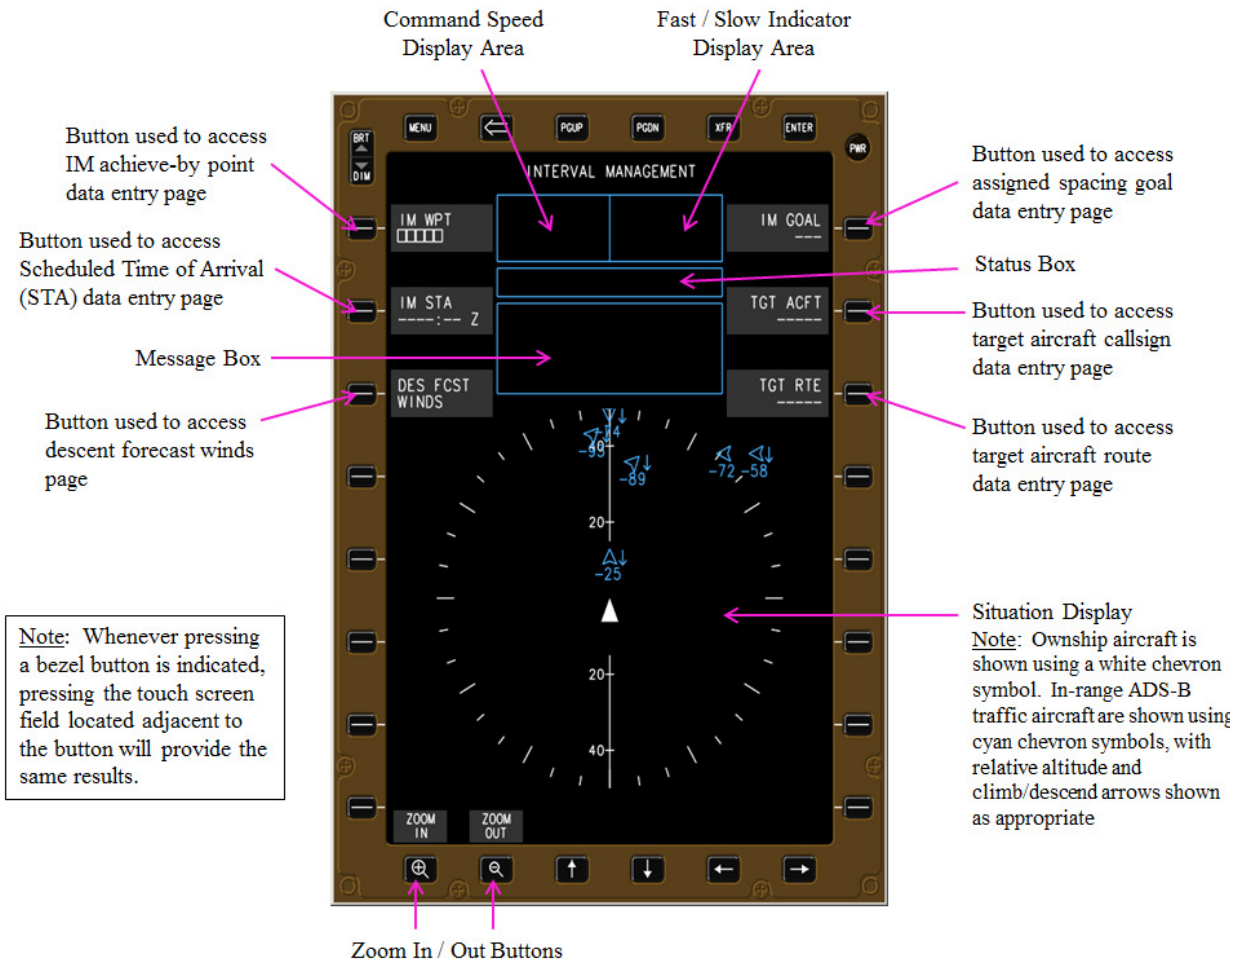 Command Speed
Display Area
Fast / Slow Indicator
Display Area
Button used to access
IM achieve-by point
data entry page
Button used to access
Scheduled Time of Arrival
(STA) data entry page
Message Box
Button used to access
descent forecast winds
page
Note: Whenever pressing
a bezel button is indicated,
pressing the touch screen
field located adjacent to
the button will provide the
same results.
BRT
DIM
MENU
PGUP
PGDN
XFR
ENTER
PWR
INTERVAL MANAGEMENT
IM WPT
IM GOAL
---
IM STA
----:-- Z
TGT ACFT
-----
DES FCST
WINDS
TGT RTE
-----
40
-89
-72
-58
20
-25
20
40
ZOOM
IN
ZOOM
OUT
Button used to access
assigned spacing goal
data entry page
Status Box
Button used to access
target aircraft callsign
data entry page
Button used to access
target aircraft route
data entry page
Situation Display
Note: Ownship aircraft is
shown using a white chevron
symbol. In-range ADS-B
traffic aircraft are shown using
cyan chevron symbols, with
relative altitude and
climb/descend arrows shown
as appropriate
Zoom In / Out Buttons